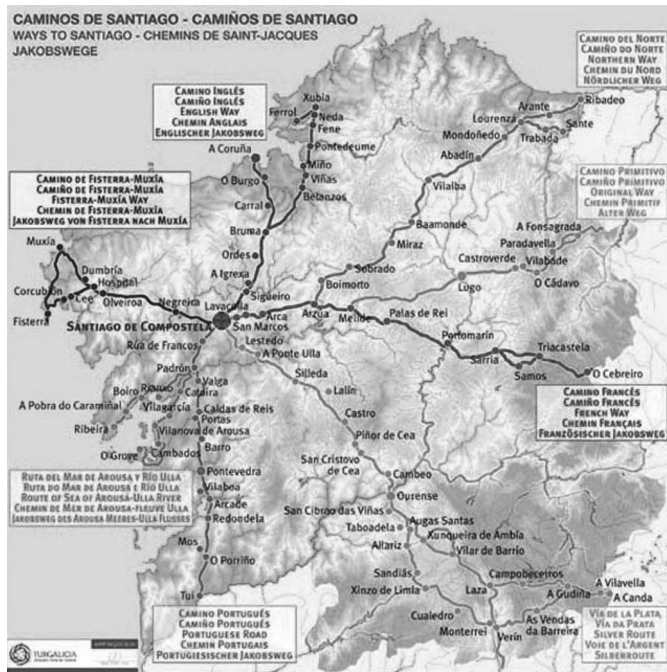 CAMINOS DE SANTIAGO - CAMIÑOS DE SANTIAGO
WAYS TO SANTIAGO - CHEMINS DE SAINT-JACQUES
JAKOBSWEGE
CAMINO DEL NORTE
CAMIÑO DO NORTE
NORTHERN WAY
CHEMIN DU NORD
NÖRDLICHER WEG
CAMINO INGLÉS
CAMIÑO INGLÉS
ENGLISH WAY
CHEMIN ANGLAIS
ENGLISCHER JAKOBSWEG
Xubia
Ferrol
Neda
Fene
Pontedeume
Miño
Viñas
Betanzos
A Coruña
O Burgo
Carral
Bruma
Ordes
A Igrexa
Sigüeiro
Ribadeo
Arante
Lourenza
Sante
Trabada
Mondoñedo
Abadín
Vilalba
Baamonde
Miraz
Sobrado
Boimorto
CAMINO DE FISTERRA-MUXÍA
CAMIÑO DE FISTERRA-MUXÍA
FISTERRA-MUXÍA WAY
CHEMIN DE FISTERRA-MUXÍA
JAKOBSWEG VON FISTERRE NACH MUXÍA
CAMINO PRIMITIVO
CAMIÑO PRIMITIVO
ORIGINAL WAY
CHEMIN PRIMITIF
ALTER WEG
A Fonsagrada
Paradavella
Vilabade
Castroverde
O Cádavo
Lugo
Muxía
Dumbría
Hospital
Corcubión
Cee
Olveiroa
Negreira
Fisterra
SANTIAGO DE COMPOSTELA
Lavacolla
San Marcos
Arca
Arzúa
Melide
Palas de Rei
Portomarín
Sarria
Triacastela
Samos
O Cebreiro
CAMINO FRANCÉS
CAMIÑO FRANCÉS
FRENCH WAY
CHEMIN FRANÇAIS
FRANZÖSISCHER JAKOBSWEG
Rúa de Francos
Lestedo
A Ponte Ulla
Silleda
Lalín
Castro
Piñor de Cea
San Cristovo
de Cea
Cambeo
Ourense
Padrón
Valga
Catoira
Rianxo
Boiro
A Pobra do Caramiñal
Ribeira
Vilagarcía
Caldas de Reis
Portas
Vilanova de Arousa
Barro
Cambados
O Grove
Pontevedra
Vilaboa
Arcade
Redondela
Mos
O Porriño
Tui
RUTA DEL MAR DE AROUSA Y RÍO ULLA
RUTA DO MAR DE AROUSA E RÍO ULLA
ROUTE OF SEA OF AROUSA-ULLA RIVER
CHEMIN DE MER DE AROUSA-FLEUVE ULLA
JAKOBSWEG DES AROUSA MEERES-ULLA FLUSSES
San Cibrao das Viñas
Taboadela
Allariz
Augas Santas
Xunqueira de Ambía
Vilar de Barrio
Sandiás
Xinzo de Limia
Laza
Campobecerros
A Gudiña
A Vilavella
A Canda
Cualedro
Monterrei
Verín
As Vendas
da Barreira
CAMINO PORTUGUÉS
CAMIÑO PORTUGUÉS
PORTUGUESE ROAD
CHEMIN PORTUGAIS
PORTUGIESISCHER JAKOBSWEG
VÍA DE LA PLATA
VÍA DA PRATA
SILVER ROUTE
VOIE DE L'ARGENT
SILBERROUTE
TURGALICIA